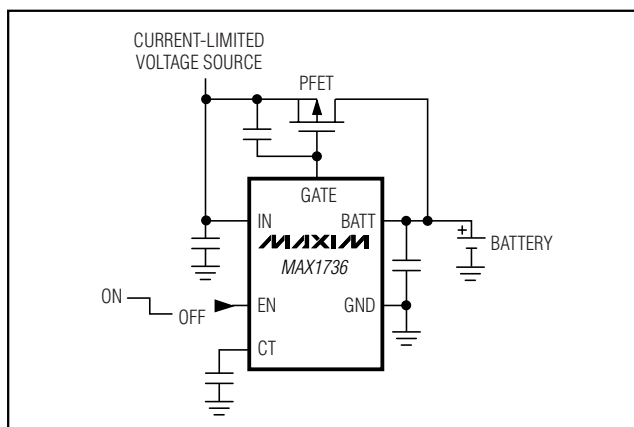 CURRENT-LIMITED
VOLTAGE SOURCE
PFET
GATE
IN
BATT
MAXIM
MAX1736
+
BATTERY
ON
OFF
EN
GND
CT